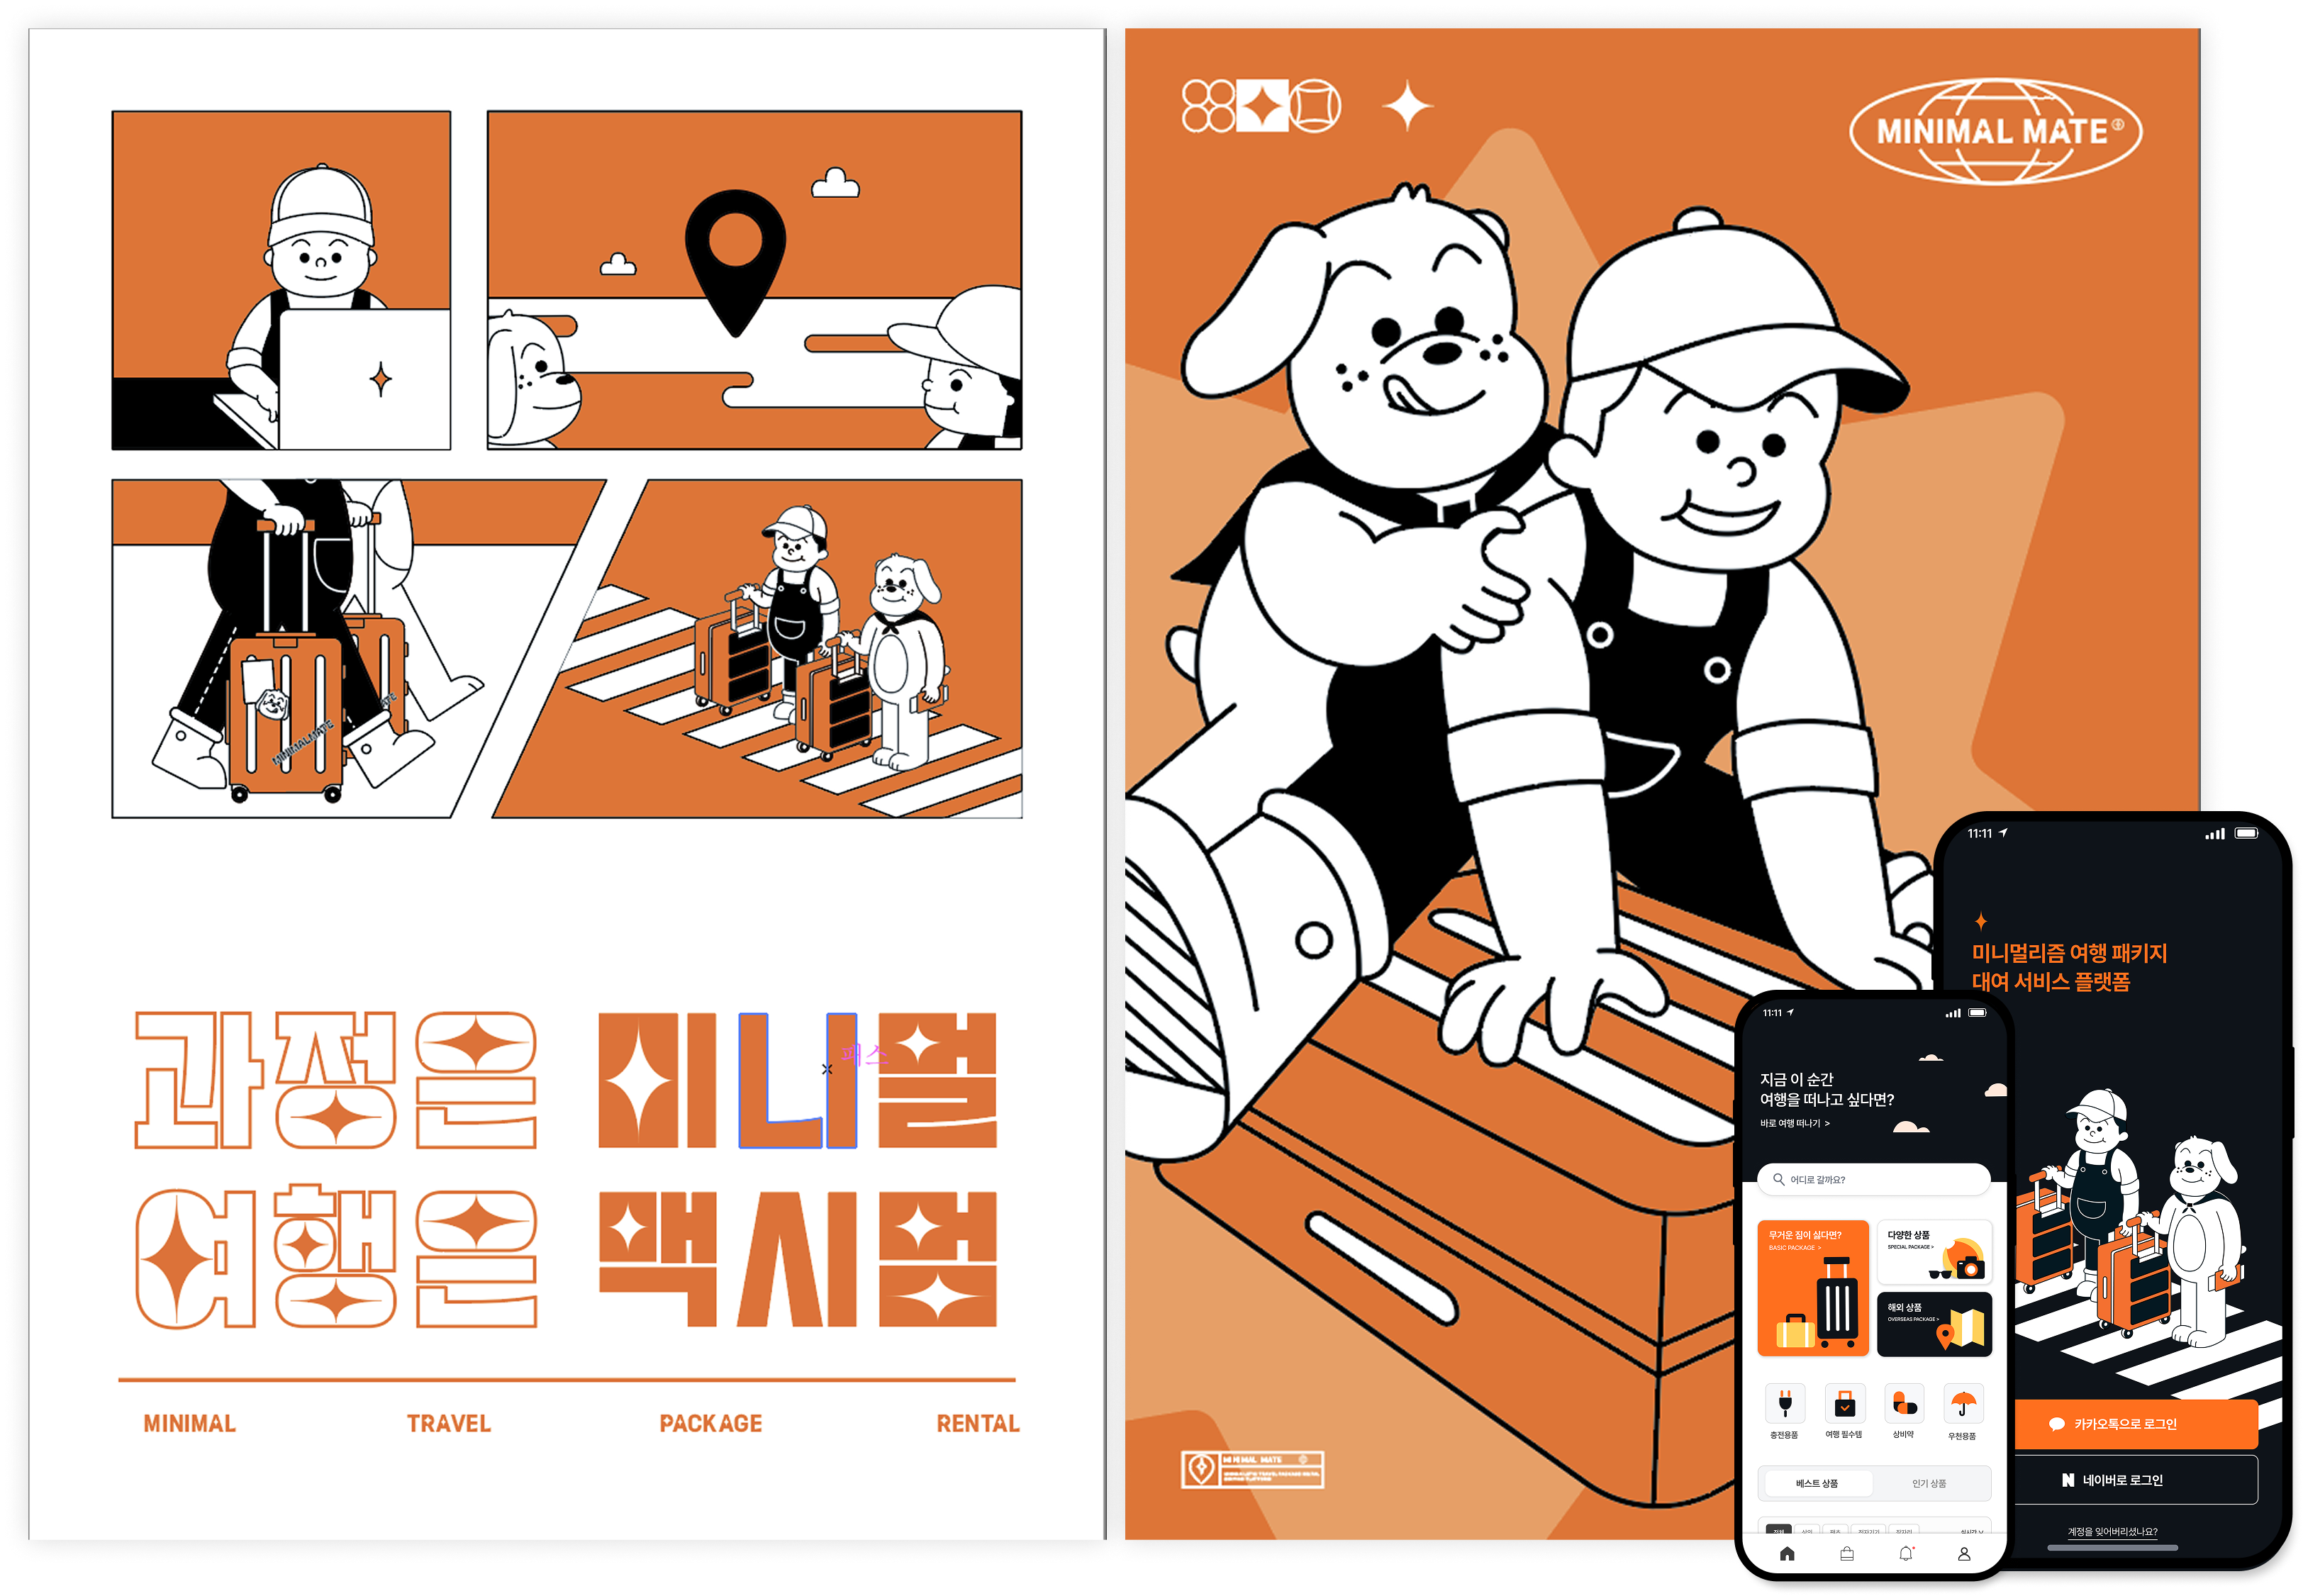 MINIMALMATE
과정은 미니멀
패스
여행은 맥시멈
MINIMAL TRAVEL PACKAGE RENTAL
MINIMAL MATE
MINIMAL MATE
11:11
미니멀리즘 여행 패키지
대여 서비스 플랫폼
카카오톡으로 로그인
N 네이버로 로그인
계정을 잊어버리셨나요?
11:11
지금 이 순간
여행을 떠나고 싶다면?
바로 여행 떠나기 >
어디로 갈까요?
무거운 짐이 싫다면?
BASIC PACKAGE >
다양한 상품
SPECIAL PACKAGE >
해외 상품
OVERSEAS PACKAGE >
충전용품 여행 필수템 상비약 우천용품
베스트 상품 인기 상품